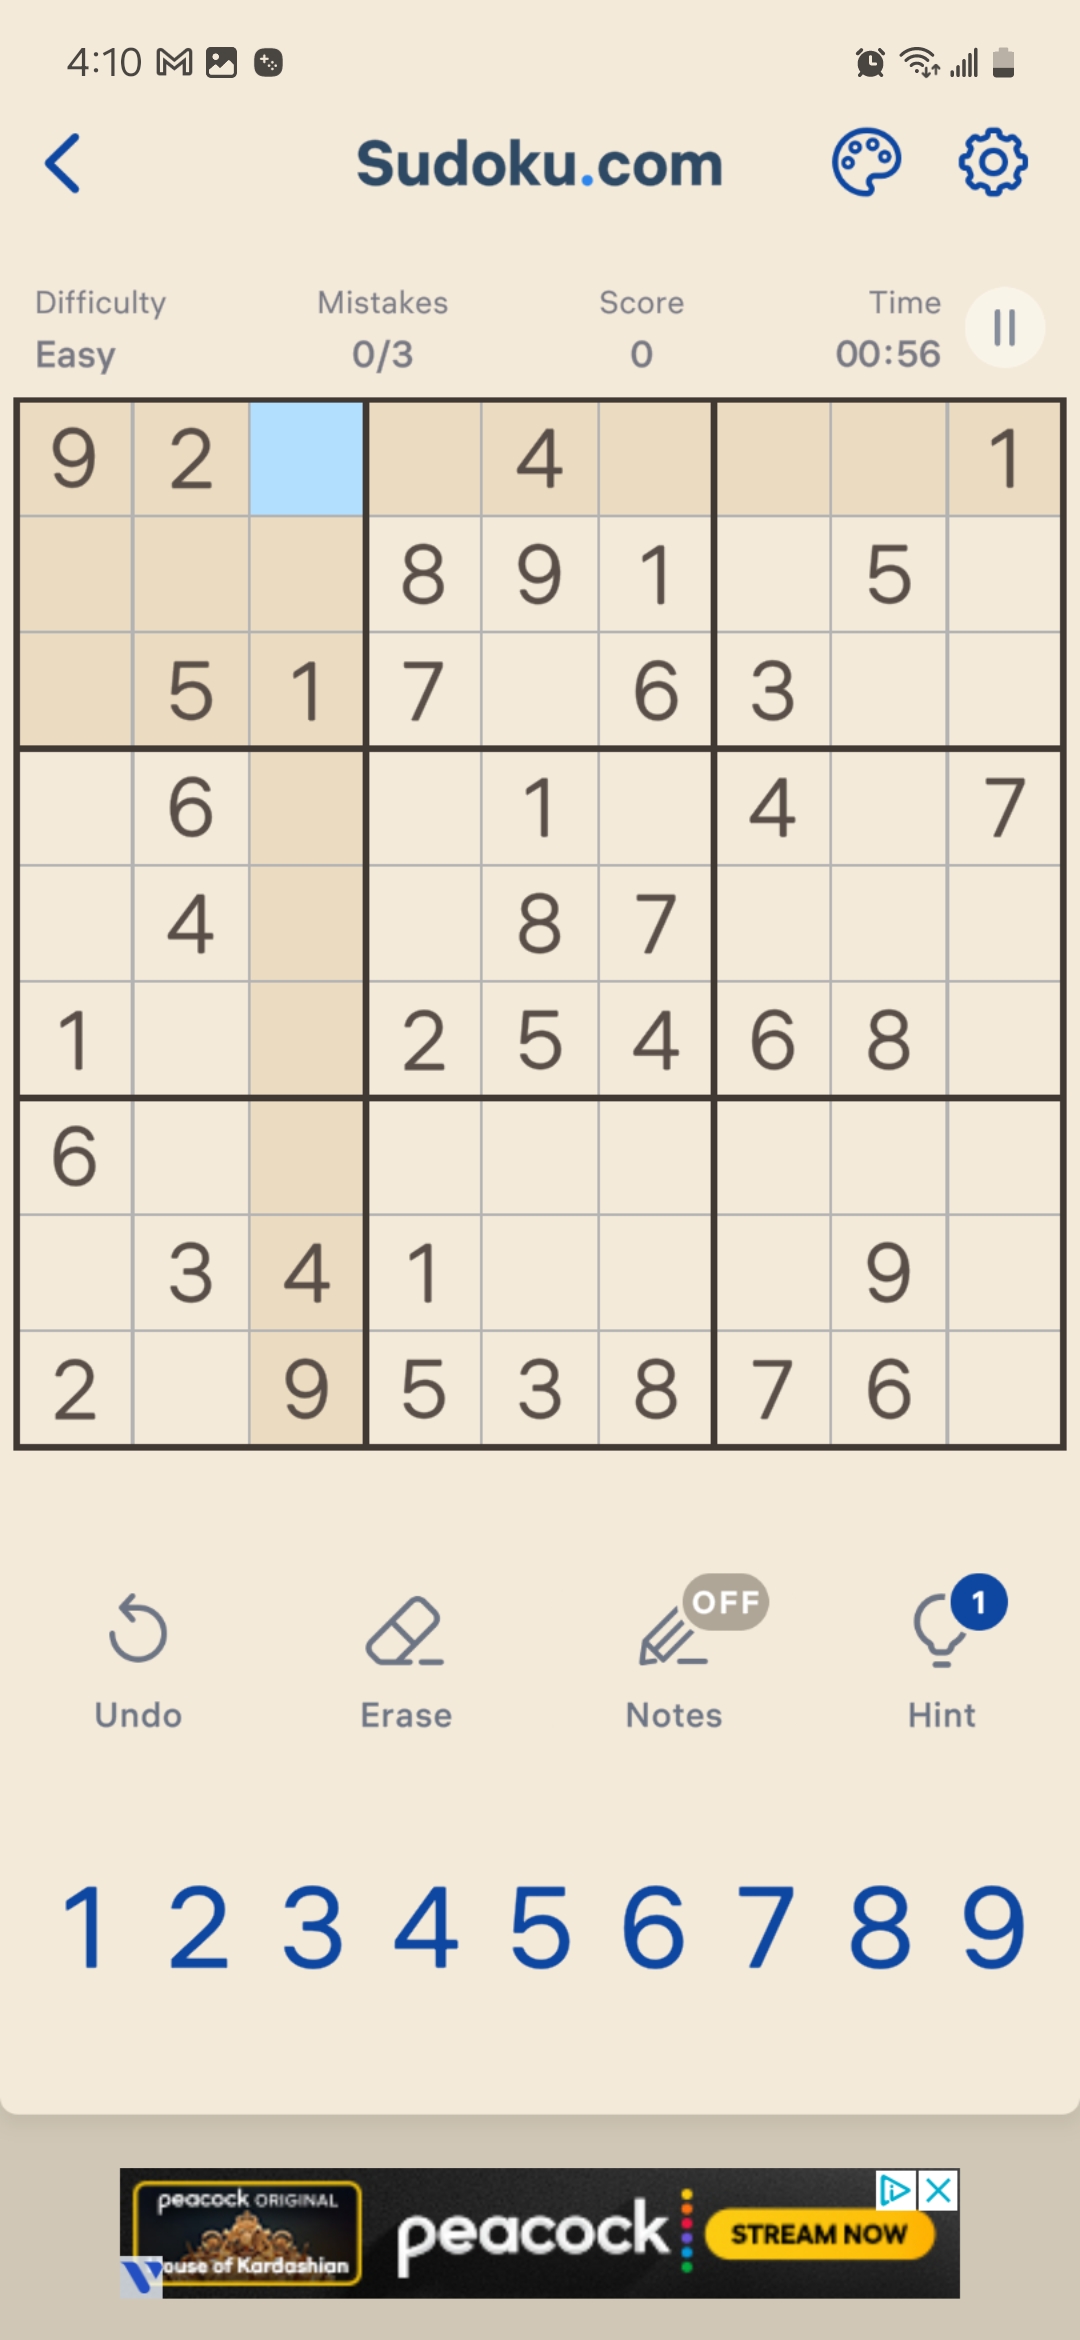 4:10
Sudoku.com
Difficulty Mistakes Score Time
Easy 0/3 0 00:56
9 2 4 1
8 9 1 5
5 1 7 6 3
6 1 4 7
4 8 7
1 2 5 4 6 8
6
3 4 1 9
2 9 5 3 8 7 6
OFF
1
Undo Erase Notes Hint
1 2 3 4 5 6 7 8 9
peacock ORIGINAL
ouse of Kardashian
peacock
STREAM NOW